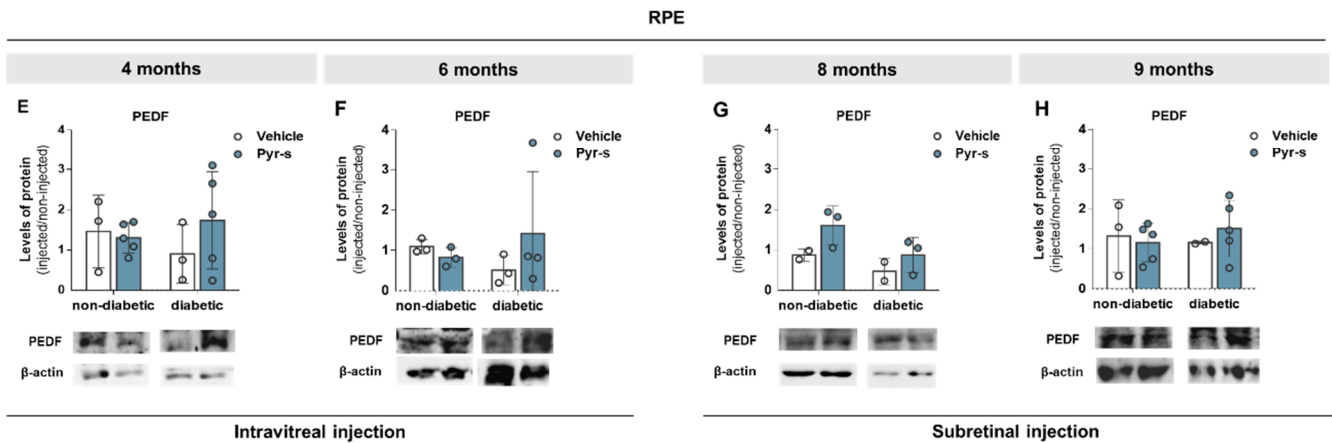 RPE
4 months
6 months
8 months
9 months
E
PEDF
Vehicle
Pyr-s
Levels of protein
(injected/non-injected)
4
3
2
1
0
non-diabetic diabetic
PEDF
β-actin
F
PEDF
Vehicle
Pyr-s
Levels of protein
(injected/non-injected)
4
3
2
1
0
non-diabetic diabetic
PEDF
β-actin
G
PEDF
Vehicle
Pyr-s
Levels of protein
(injected/non-injected)
4
3
2
1
0
non-diabetic diabetic
PEDF
β-actin
H
PEDF
Vehicle
Pyr-s
Levels of protein
(injected/non-injected)
4
3
2
1
0
non-diabetic diabetic
PEDF
β-actin
Intravitreal injection
Subretinal injection